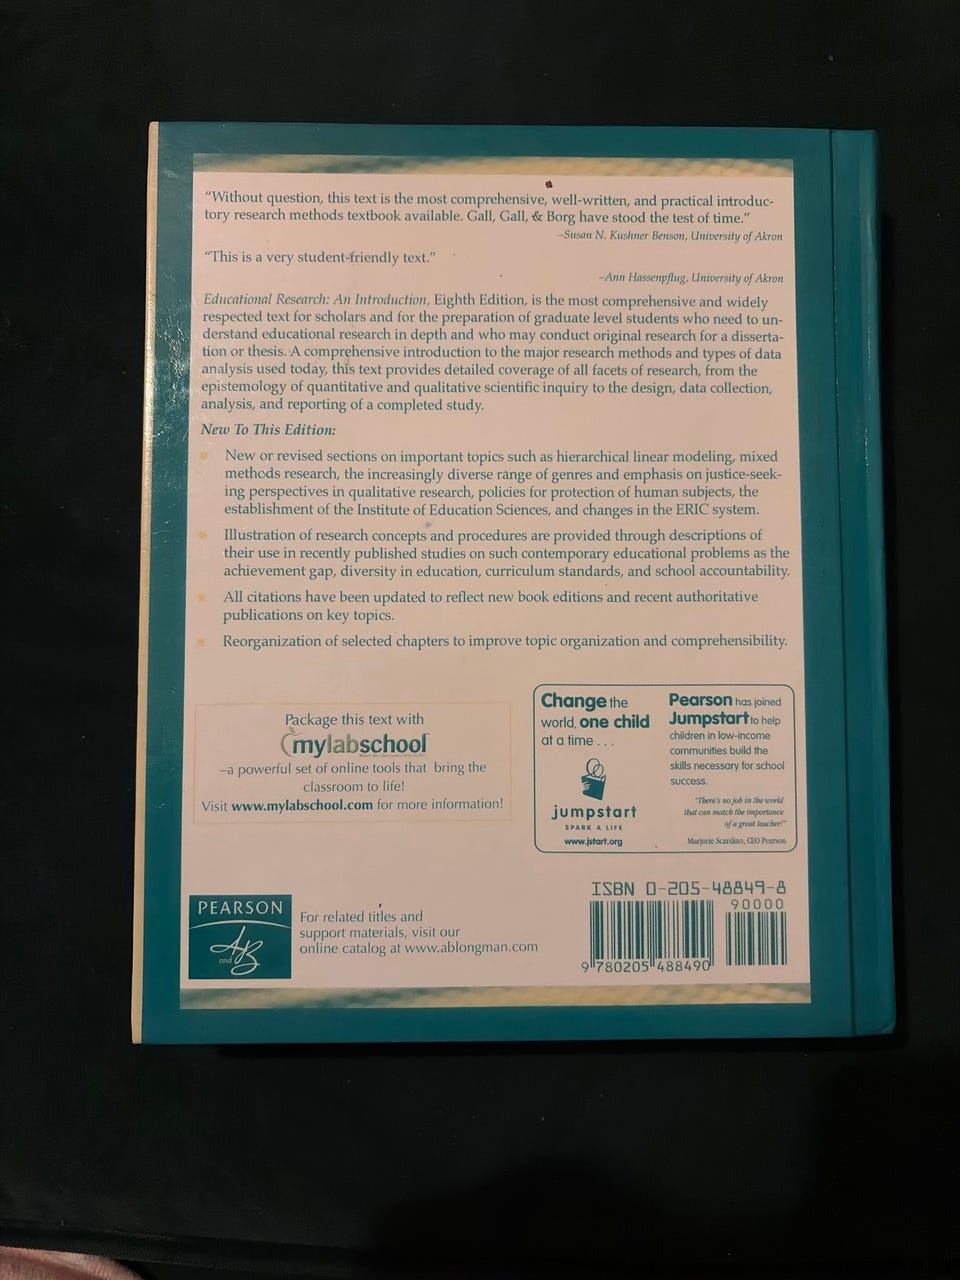 “Without question, this text is the most comprehensive, well-written, and practical introduc-
tory research methods textbook available. Gall, Gall, & Borg have stood the test of time.”
–Susan N. Kushner Benson, University of Akron
“This is a very student-friendly text.”
–Ann Hassenpflug, University of Akron
Educational Research: An Introduction, Eighth Edition, is the most comprehensive and widely
respected text for scholars and for the preparation of graduate level students who need to un-
derstand educational research in depth and who may conduct original research for a disserta-
tion or thesis. A comprehensive introduction to the major research methods and types of data
analysis used today, this text provides detailed coverage of all facets of research, from the
epistemology of quantitative and qualitative scientific inquiry to the design, data collection,
analysis, and reporting of a completed study.
New To This Edition:
New or revised sections on important topics such as hierarchical linear modeling, mixed
methods research, the increasingly diverse range of genres and emphasis on justice-seek-
ing perspectives in qualitative research, policies for protection of human subjects, the
establishment of the Institute of Education Sciences, and changes in the ERIC system.
Illustration of research concepts and procedures are provided through descriptions of
their use in recently published studies on such contemporary educational problems as the
achievement gap, diversity in education, curriculum standards, and school accountability.
All citations have been updated to reflect new book editions and recent authoritative
publications on key topics.
Reorganization of selected chapters to improve topic organization and comprehensibility.
Package this text with
mylabschool
–a powerful set of online tools that bring the
classroom to life!
Visit www.mylabschool.com for more information!
Change the
world, one child
at a time . . .
jumpstart
SPARK A LIFE
www.jstart.org
Pearson has joined
Jumpstart to help
children in low-income
communities build the
skills necessary for school
success.
"There's no job in the world
that can match the importance
of a great teacher!"
Marjorie Scardino, CEO Pearson
PEARSON
A and B
For related titles and
support materials, visit our
online catalog at www.ablongman.com
ISBN 0-205-48849-8
90000
9 780205 488490